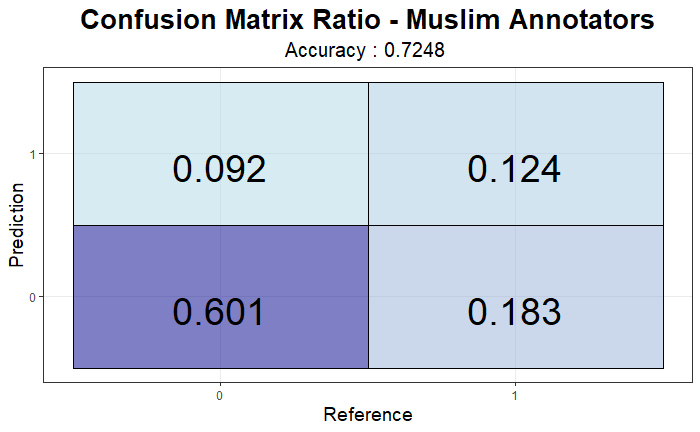 Confusion Matrix Ratio - Muslim Annotators
Accuracy : 0.7248
Prediction
1
0.092
0.124
0
0.601
0.183
0
1
Reference